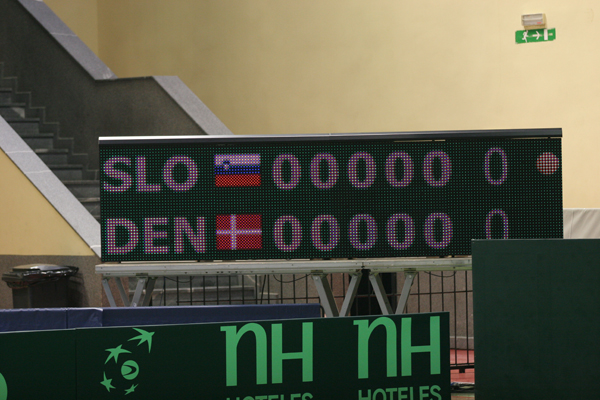 SLO 00000 0
DEN 00000 0
nH nH
HOTELES HOTELES